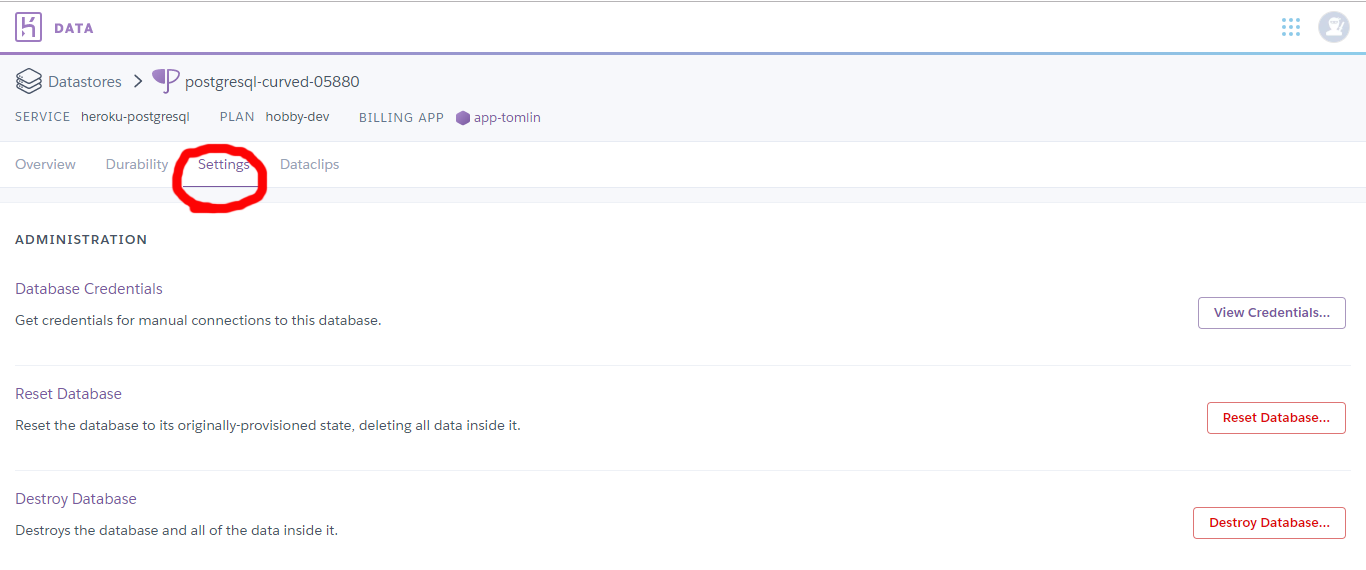 DATA
Datastores postgresql-curved-05880
SERVICE heroku-postgresql PLAN hobby-dev BILLING APP app-tomlin
Overview Durability Settings Dataclips
ADMINISTRATION
Database Credentials
Get credentials for manual connections to this database.
View Credentials...
Reset Database
Reset the database to its originally-provisioned state, deleting all data inside it.
Reset Database...
Destroy Database
Destroys the database and all of the data inside it.
Destroy Database...